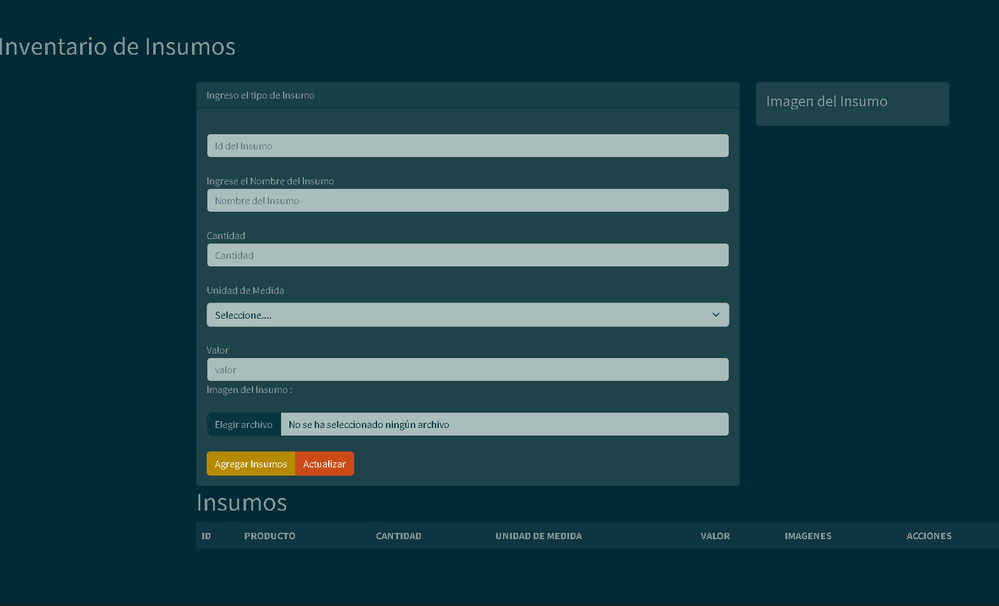 Inventario de Insumos
Ingreso el tipo de Insumo
Imagen del Insumo
Id del Insumo
Ingrese el Nombre del Insumo
Nombre del Insumo
Cantidad
Cantidad
Unidad de Medida
Seleccione....
Valor
valor
Imagen del Insumo :
Elegir archivo No se ha seleccionado ningún archivo
Agregar Insumos Actualizar
Insumos
ID PRODUCTO CANTIDAD UNIDAD DE MEDIDA VALOR IMAGENES ACCIONES